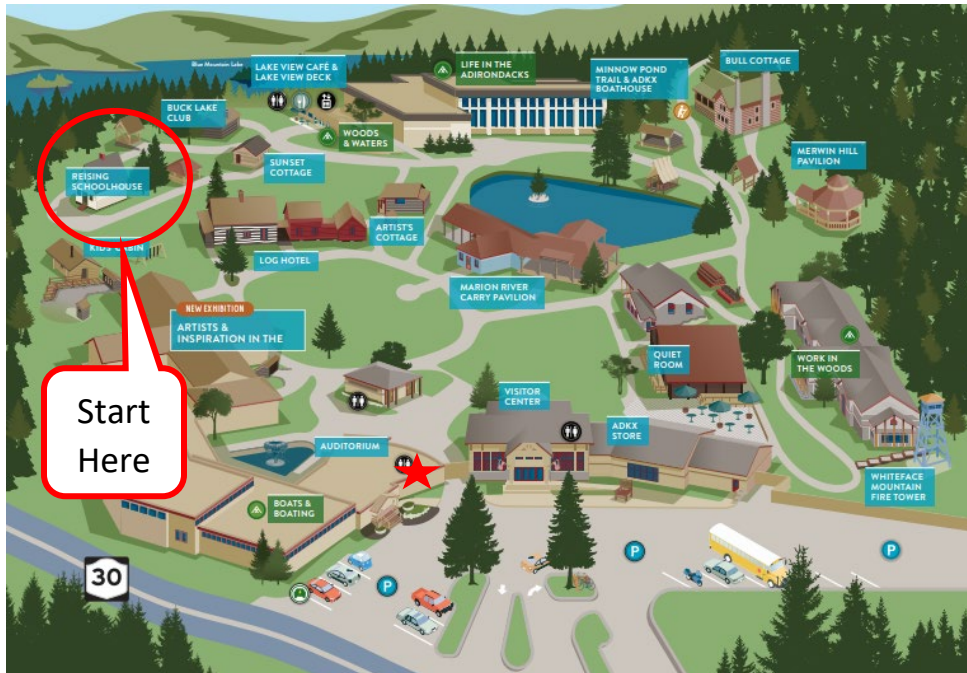 Blue Mountain Lake
LAKE VIEW CAFÉ &
LAKE VIEW DECK
LIFE IN THE
ADIRONDACKS
MINNOW POND
TRAIL & ADKX
BOATHOUSE
BULL COTTAGE
BUCK LAKE
CLUB
WOODS
& WATERS
MERWIN HILL
PAVILION
REISING
SCHOOLHOUSE
SUNSET
COTTAGE
ARTIST'S
COTTAGE
KIDS CABIN
LOG HOTEL
MARION RIVER
CARRY PAVILION
NEW EXHIBITION
ARTISTS &
INSPIRATION IN THE
QUIET
ROOM
WORK IN
THE WOODS
Start
Here
VISITOR
CENTER
ADKX
STORE
AUDITORIUM
WHITEFACE
MOUNTAIN
FIRE TOWER
BOATS &
BOATING
30
P
P
P